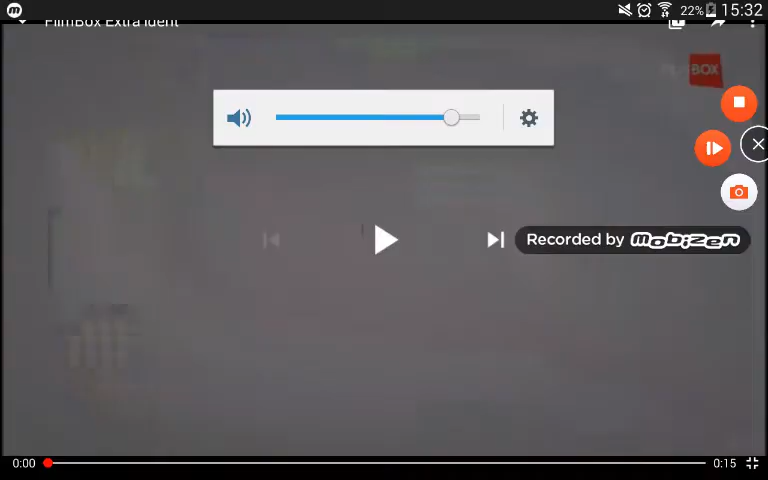 22% 15:32
FilmBox Extra Ident
BOX
Recorded by mobizen
0:00 0:15